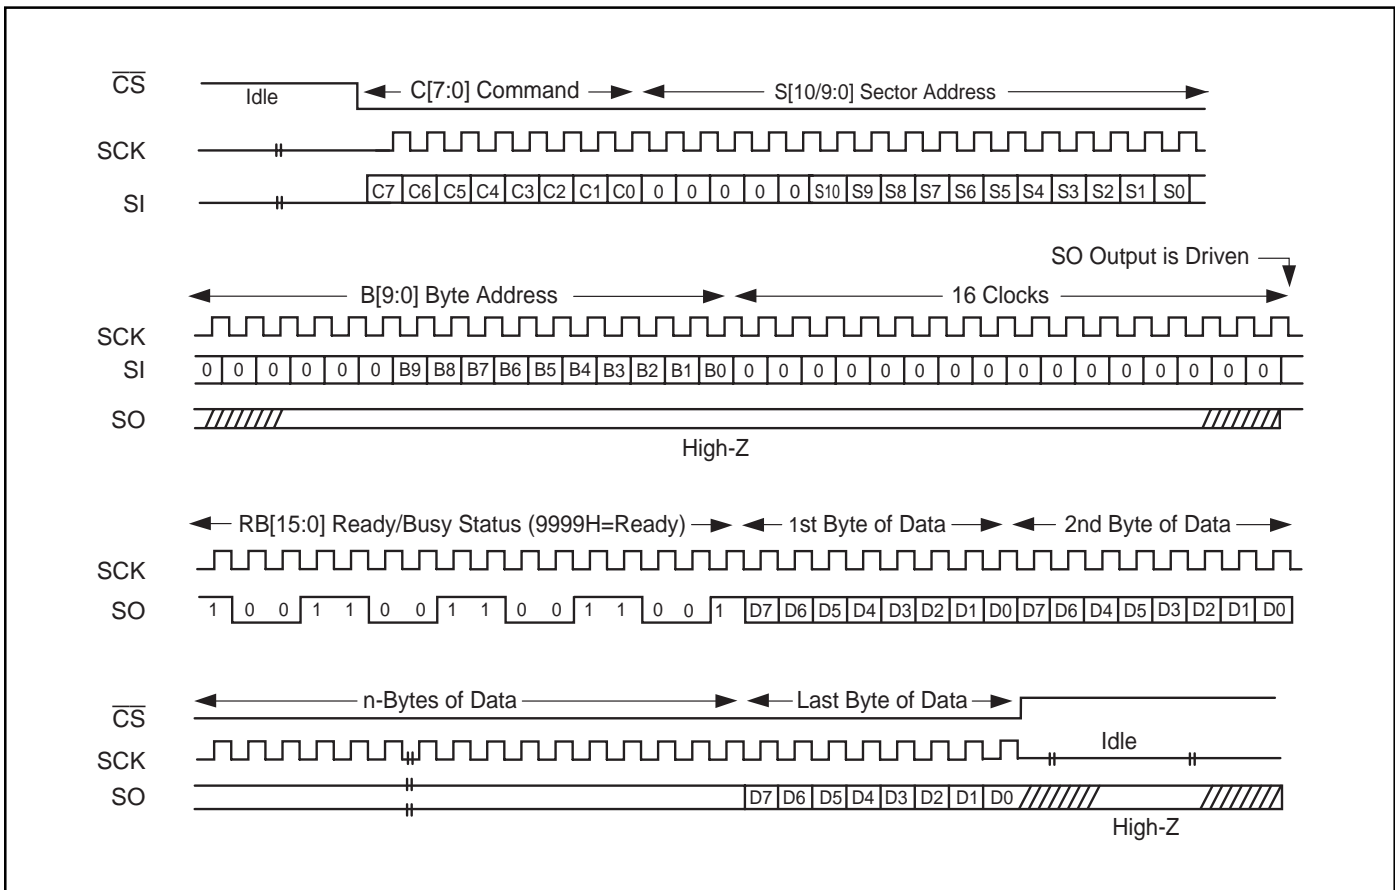 CS
Idle
C[7:0] Command
S[10/9:0] Sector Address
SCK
SI
C7 C6 C5 C4 C3 C2 C1 C0 0 0 0 0 0 S10 S9 S8 S7 S6 S5 S4 S3 S2 S1 S0
SO Output is Driven
B[9:0] Byte Address
16 Clocks
SCK
SI
0 0 0 0 0 0 B9 B8 B7 B6 B5 B4 B3 B2 B1 B0 0 0 0 0 0 0 0 0 0 0 0 0 0 0 0 0
SO
High-Z
RB[15:0] Ready/Busy Status (9999H=Ready)
1st Byte of Data
2nd Byte of Data
SCK
SO
1 0 0 1 1 0 0 1 1 0 0 1 1 0 0 1 D7 D6 D5 D4 D3 D2 D1 D0 D7 D6 D4 D5 D3 D2 D1 D0
n-Bytes of Data
Last Byte of Data
CS
SCK
Idle
SO
D7 D6 D5 D4 D3 D2 D1 D0
High-Z